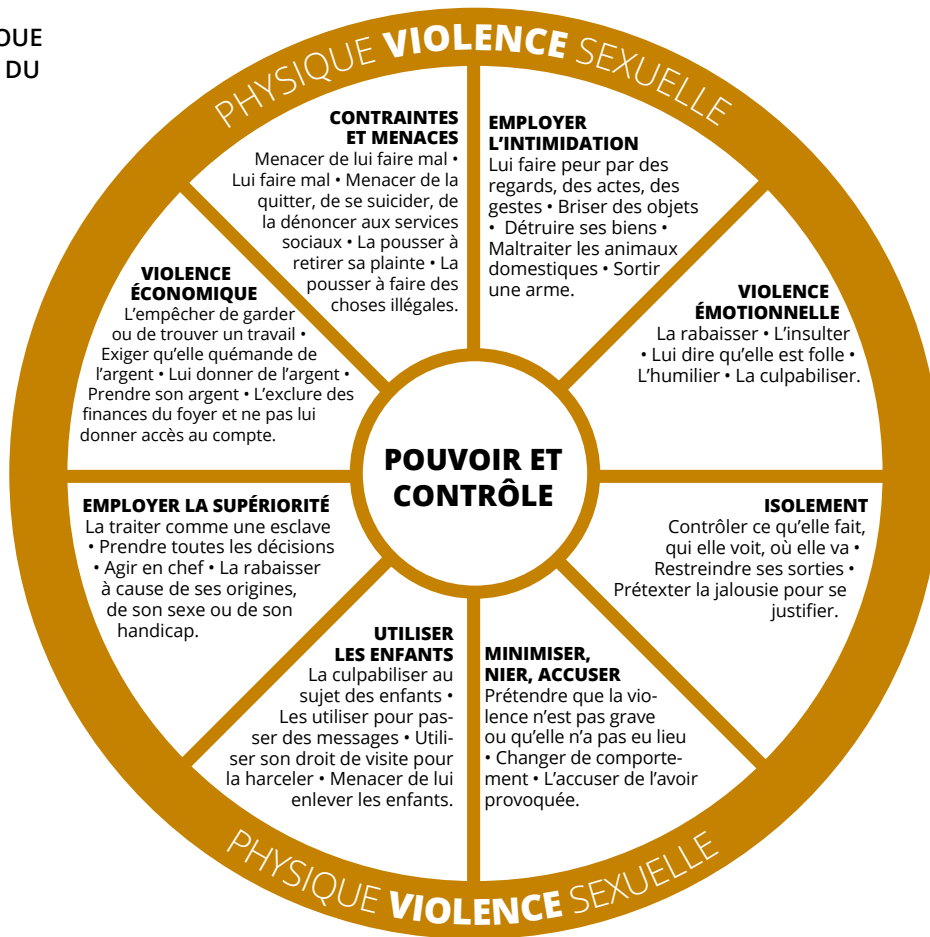 OUE
DU
PHYSIQUE VIOLENCE SEXUELLE
CONTRAINTES
ET MENACES
Menacer de lui faire mal •
Lui faire mal • Menacer de la
quitter, de se suicider, de
la dénoncer aux services
sociaux • La pousser à
retirer sa plainte • La
pousser à faire des
choses illégales.
EMPLOYER
L’INTIMIDATION
Lui faire peur par des
regards, des actes, des
gestes • Briser des objets
• Détruire ses biens •
Maltraiter les animaux
domestiques • Sortir
une arme.
VIOLENCE
ÉMOTIONNELLE
La rabaisser • L’insulter
• Lui dire qu’elle est folle •
L’humilier • La culpabiliser.
ISOLEMENT
Contrôler ce qu’elle fait,
qui elle voit, où elle va •
Restreindre ses sorties •
Prétexter la jalousie pour se
justifier.
MINIMISER,
NIER, ACCUSER
Prétendre que la vio-
lence n’est pas grave
ou qu’elle n’a pas eu lieu
• Changer de comporte-
ment • L’accuser de l’avoir
provoquée.
UTILISER
LES ENFANTS
La culpabiliser au
sujet des enfants •
Les utiliser pour pas-
ser des messages • Utili-
ser son droit de visite pour
la harceler • Menacer de lui
enlever les enfants.
EMPLOYER LA SUPÉRIORITÉ
La traiter comme une esclave
• Prendre toutes les décisions
• Agir en chef • La rabaisser
à cause de ses origines,
de son sexe ou de son
handicap.
VIOLENCE
ÉCONOMIQUE
L’empêcher de garder
ou de trouver un travail •
Exiger qu’elle quémande de
l’argent • Lui donner de l’argent •
Prendre son argent • L’exclure des
finances du foyer et ne pas lui
donner accès au compte.
POUVOIR ET
CONTRÔLE
PHYSIQUE VIOLENCE SEXUELLE